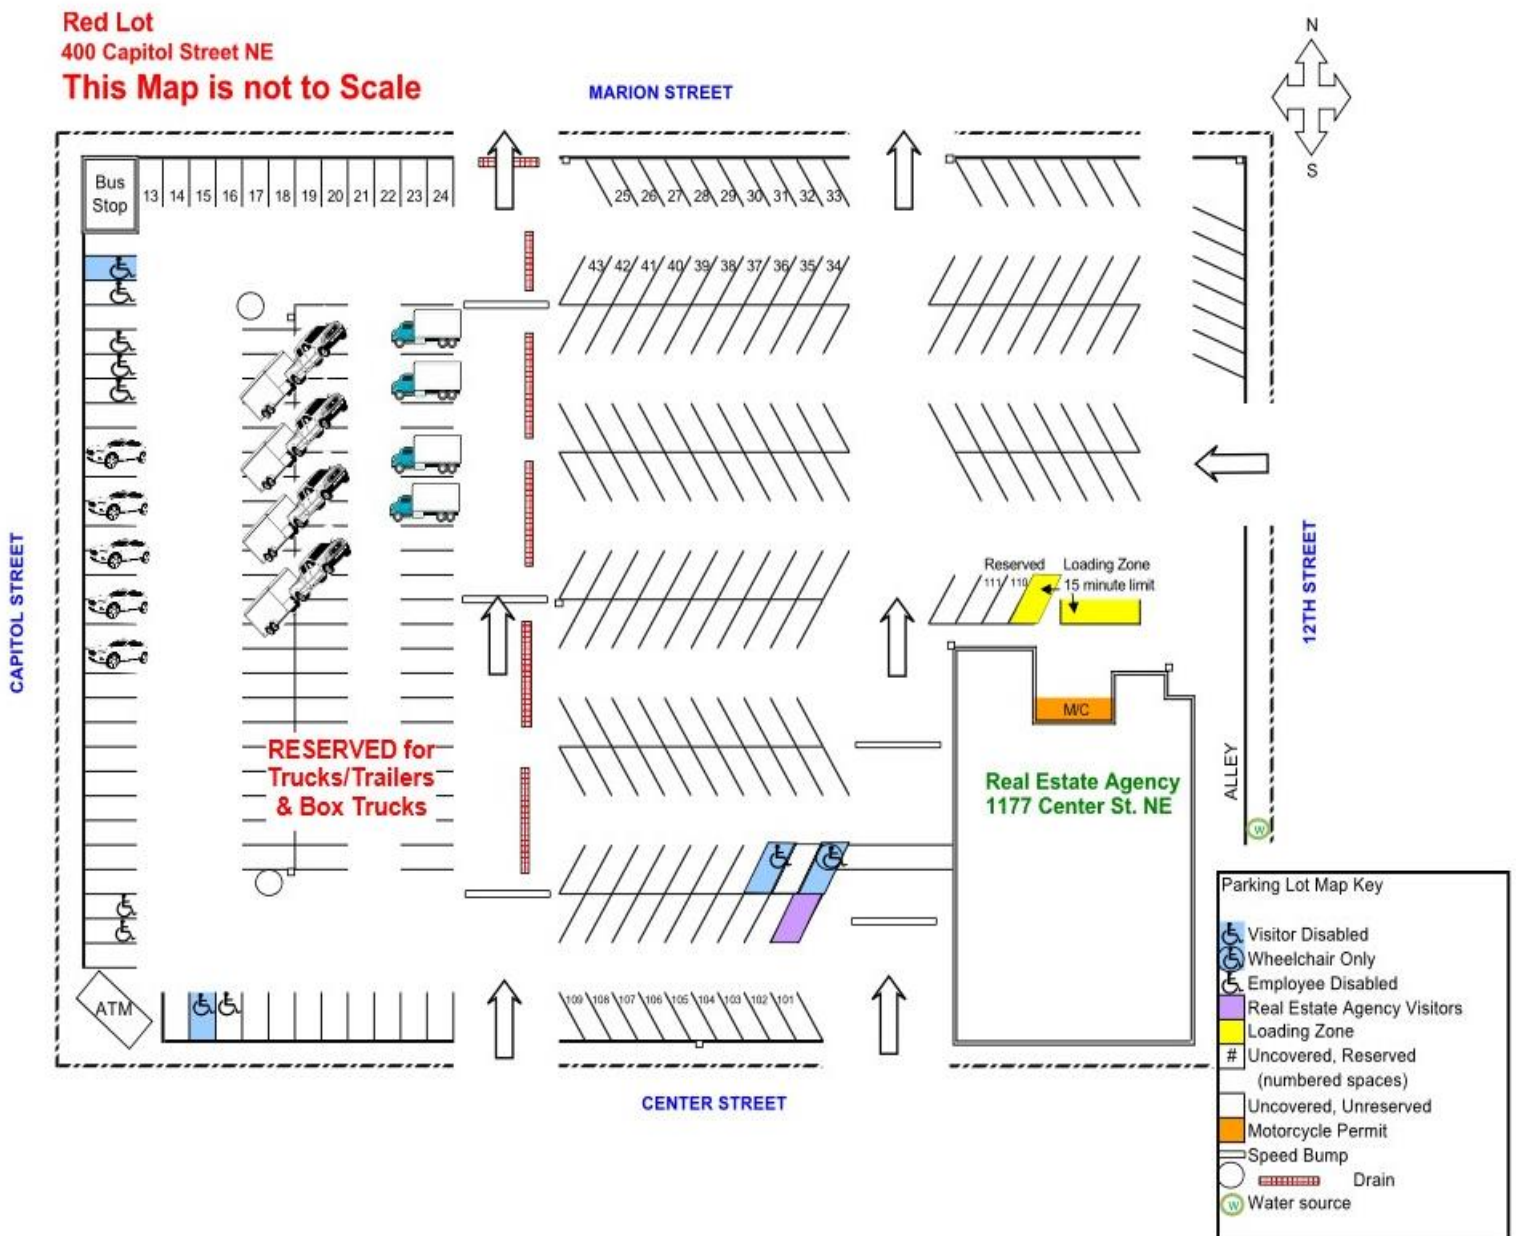 Red Lot
400 Capitol Street NE
This Map is not to Scale
MARION STREET
N
S
Bus
Stop
13 14 15 16 17 18 19 20 21 22 23 24
25 26 27 28 29 30 31 32 33
43 42 41 40 39 38 37 36 35 34
CAPITOL STREET
12TH STREET
Reserved
Loading Zone
111 110
15 minute limit
M/C
RESERVED for
Trucks/Trailers
& Box Trucks
Real Estate Agency
1177 Center St. NE
ALLEY
W
ATM
109 108 107 106 105 104 103 102 101
CENTER STREET
Parking Lot Map Key
Visitor Disabled
Wheelchair Only
Employee Disabled
Real Estate Agency Visitors
Loading Zone
# Uncovered, Reserved
(numbered spaces)
Uncovered, Unreserved
Motorcycle Permit
Speed Bump
Drain
W Water source